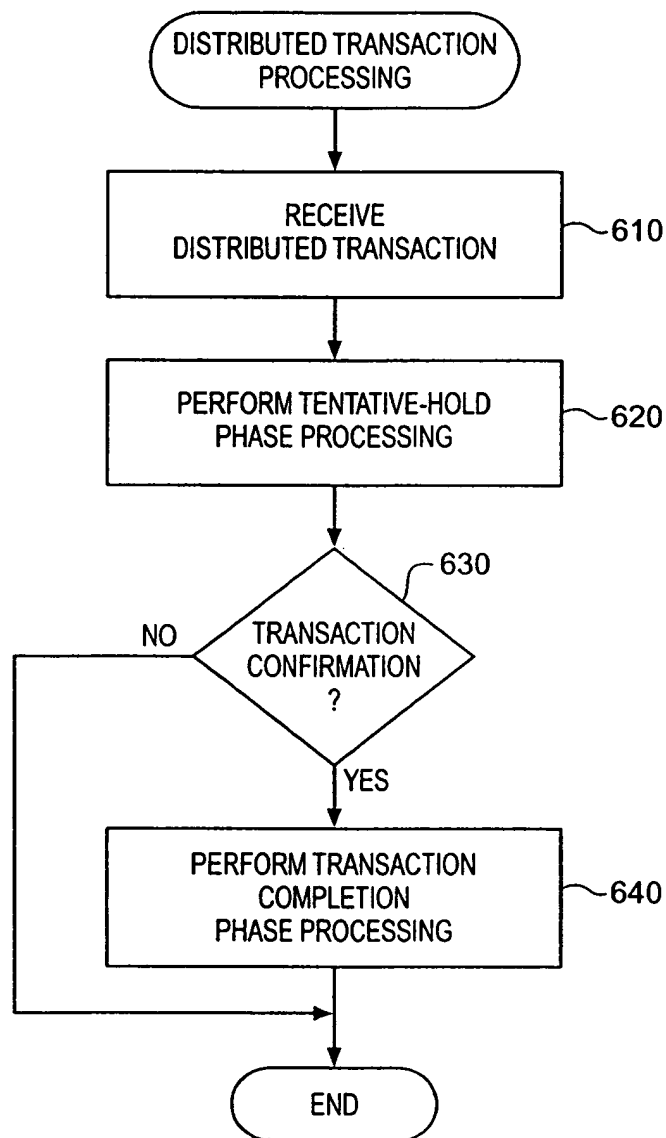 DISTRIBUTED TRANSACTION
PROCESSING
RECEIVE
DISTRIBUTED TRANSACTION
610
PERFORM TENTATIVE-HOLD
PHASE PROCESSING
620
630
NO
TRANSACTION
CONFIRMATION
?
YES
PERFORM TRANSACTION
COMPLETION
PHASE PROCESSING
640
END